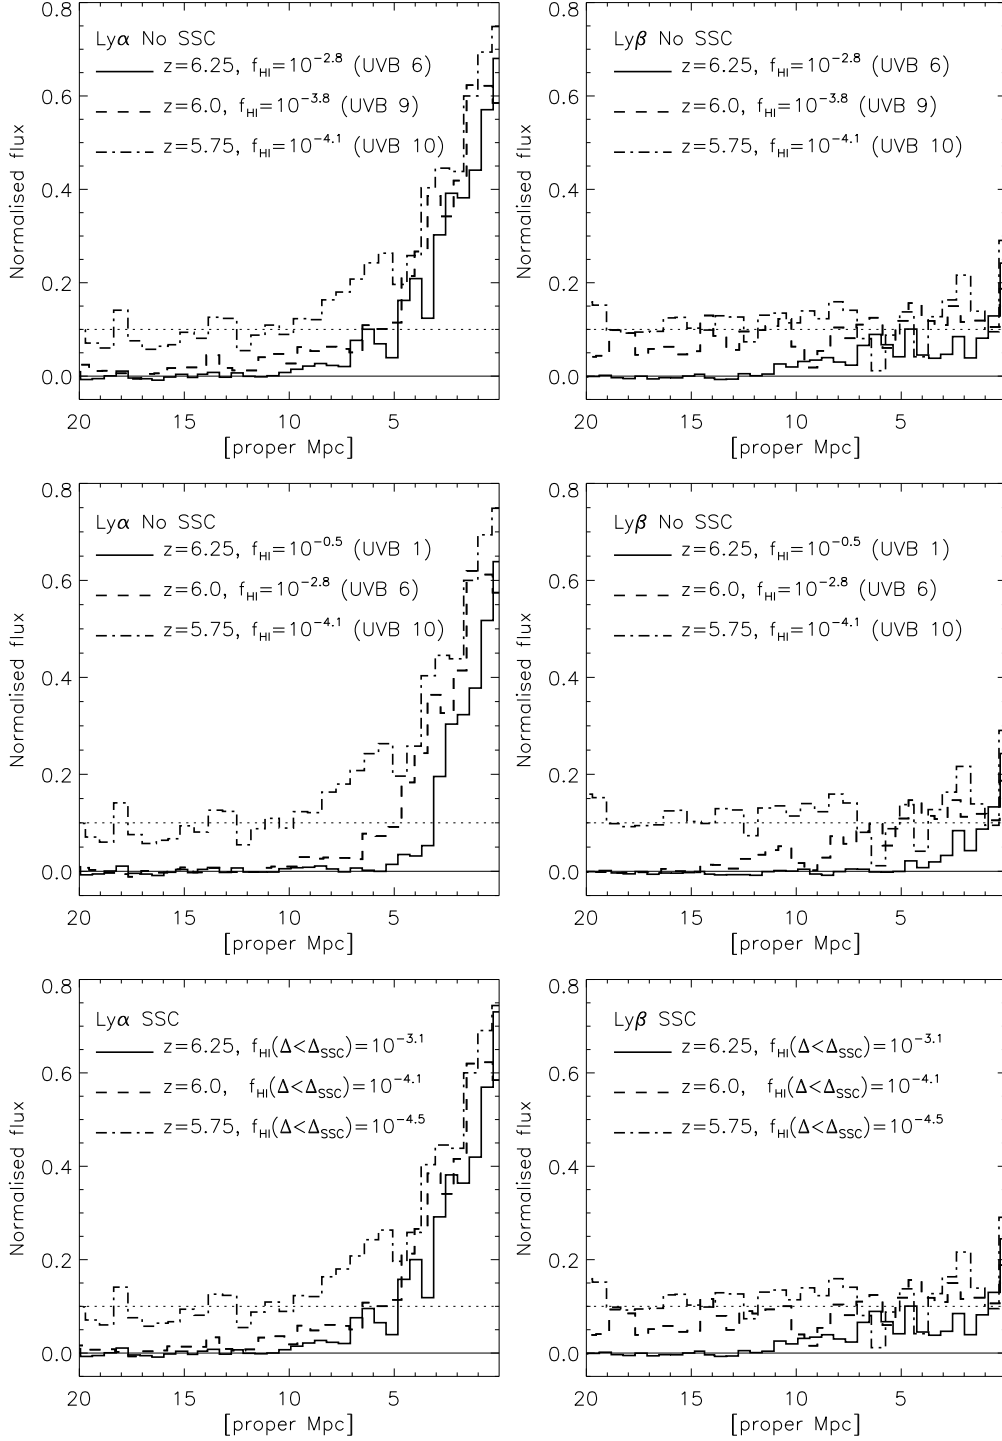 Lyα No SSC
z=6.25, f_HI=10^-2.8 (UVB 6)
z=6.0, f_HI=10^-3.8 (UVB 9)
z=5.75, f_HI=10^-4.1 (UVB 10)
Normalised flux
0.8
0.6
0.4
0.2
0.0
20 15 10 5
[proper Mpc]
Lyβ No SSC
z=6.25, f_HI=10^-2.8 (UVB 6)
z=6.0, f_HI=10^-3.8 (UVB 9)
z=5.75, f_HI=10^-4.1 (UVB 10)
Normalised flux
0.8
0.6
0.4
0.2
0.0
20 15 10 5
[proper Mpc]
Lyα No SSC
z=6.25, f_HI=10^-0.5 (UVB 1)
z=6.0, f_HI=10^-2.8 (UVB 6)
z=5.75, f_HI=10^-4.1 (UVB 10)
Normalised flux
0.8
0.6
0.4
0.2
0.0
20 15 10 5
[proper Mpc]
Lyβ No SSC
z=6.25, f_HI=10^-0.5 (UVB 1)
z=6.0, f_HI=10^-2.8 (UVB 6)
z=5.75, f_HI=10^-4.1 (UVB 10)
Normalised flux
0.8
0.6
0.4
0.2
0.0
20 15 10 5
[proper Mpc]
Lyα SSC
z=6.25, f_HI(Δ<Δ_SSC)=10^-3.1
z=6.0, f_HI(Δ<Δ_SSC)=10^-4.1
z=5.75, f_HI(Δ<Δ_SSC)=10^-4.5
Normalised flux
0.8
0.6
0.4
0.2
0.0
20 15 10 5
[proper Mpc]
Lyβ SSC
z=6.25, f_HI(Δ<Δ_SSC)=10^-3.1
z=6.0, f_HI(Δ<Δ_SSC)=10^-4.1
z=5.75, f_HI(Δ<Δ_SSC)=10^-4.5
Normalised flux
0.8
0.6
0.4
0.2
0.0
20 15 10 5
[proper Mpc]